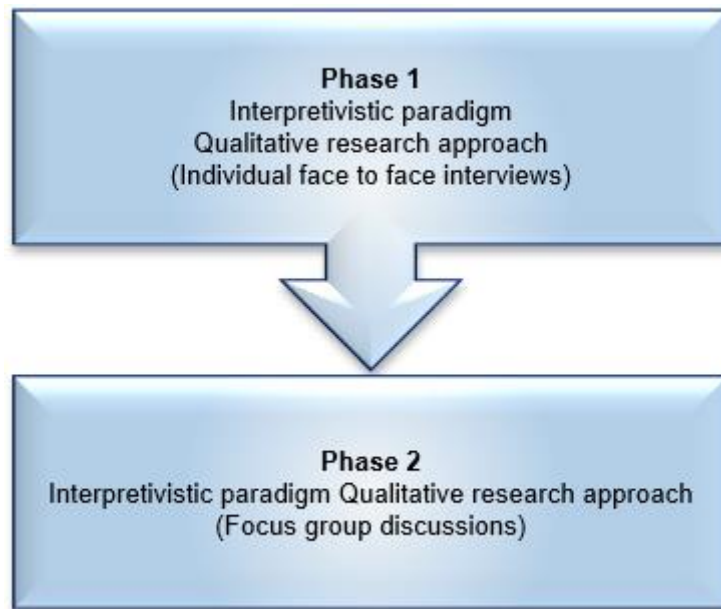 Phase 1
Interpretivistic paradigm
Qualitative research approach
(Individual face to face interviews)
Phase 2
Interpretivistic paradigm Qualitative research approach
(Focus group discussions)